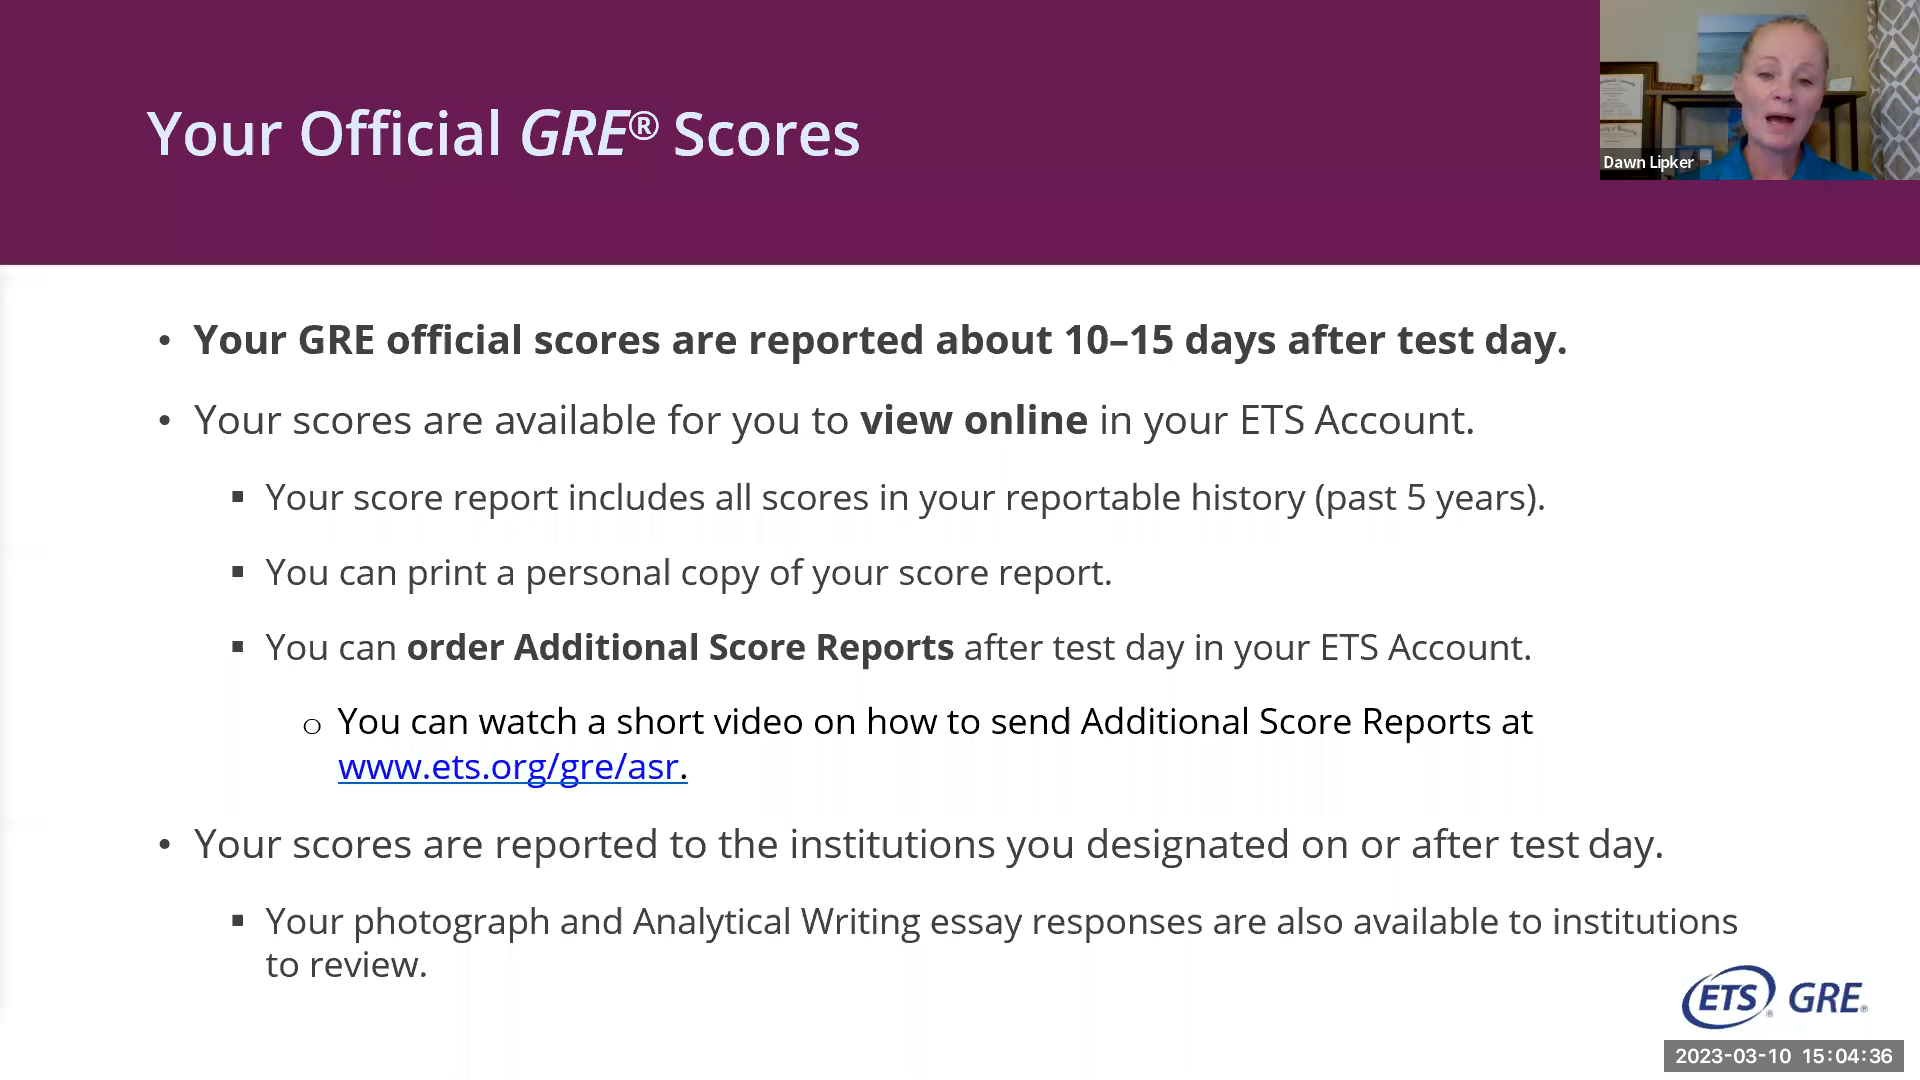 Your Official GRE® Scores
Dawn Lipker
• Your GRE official scores are reported about 10–15 days after test day.
• Your scores are available for you to view online in your ETS Account.
▪ Your score report includes all scores in your reportable history (past 5 years).
▪ You can print a personal copy of your score report.
▪ You can order Additional Score Reports after test day in your ETS Account.
o You can watch a short video on how to send Additional Score Reports at
www.ets.org/gre/asr.
• Your scores are reported to the institutions you designated on or after test day.
▪ Your photograph and Analytical Writing essay responses are also available to institutions
to review.
ETS® GRE®
2023-03-10 15:04:36